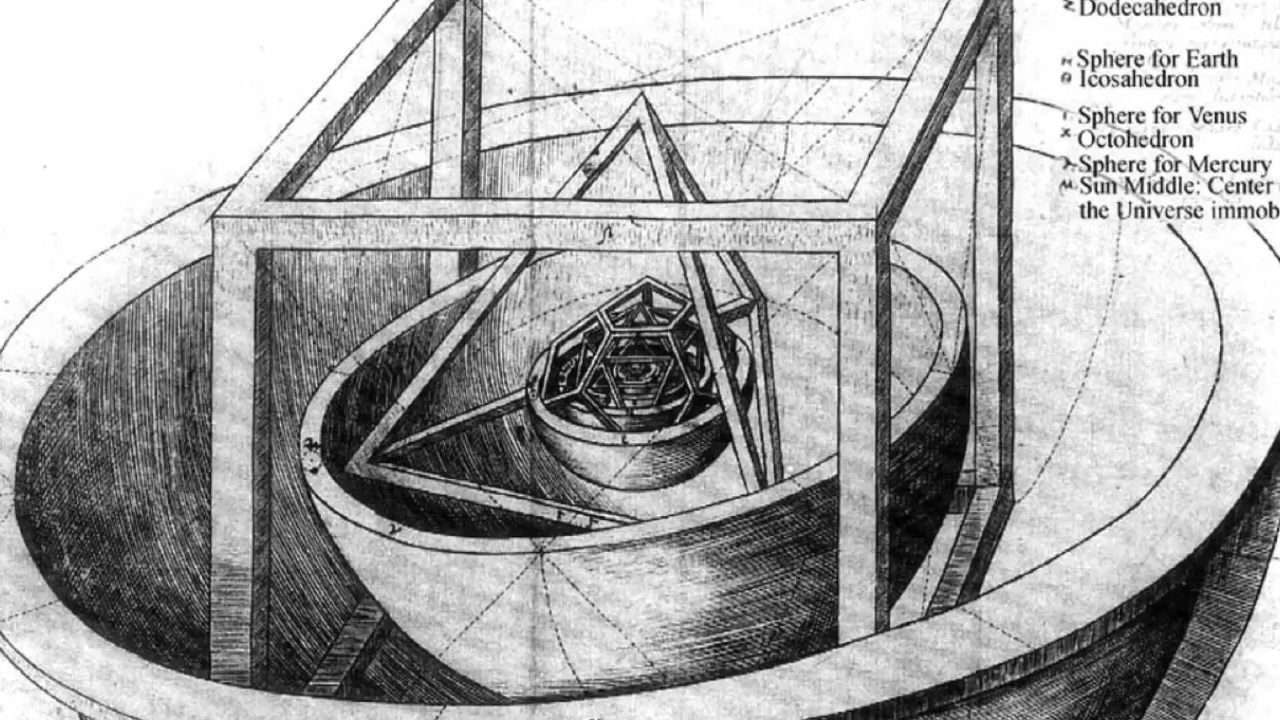 Dodecahedron
Sphere for Earth
Icosahedron
Sphere for Venus
Octohedron
Sphere for Mercury
Sun Middle: Center
the Universe immob